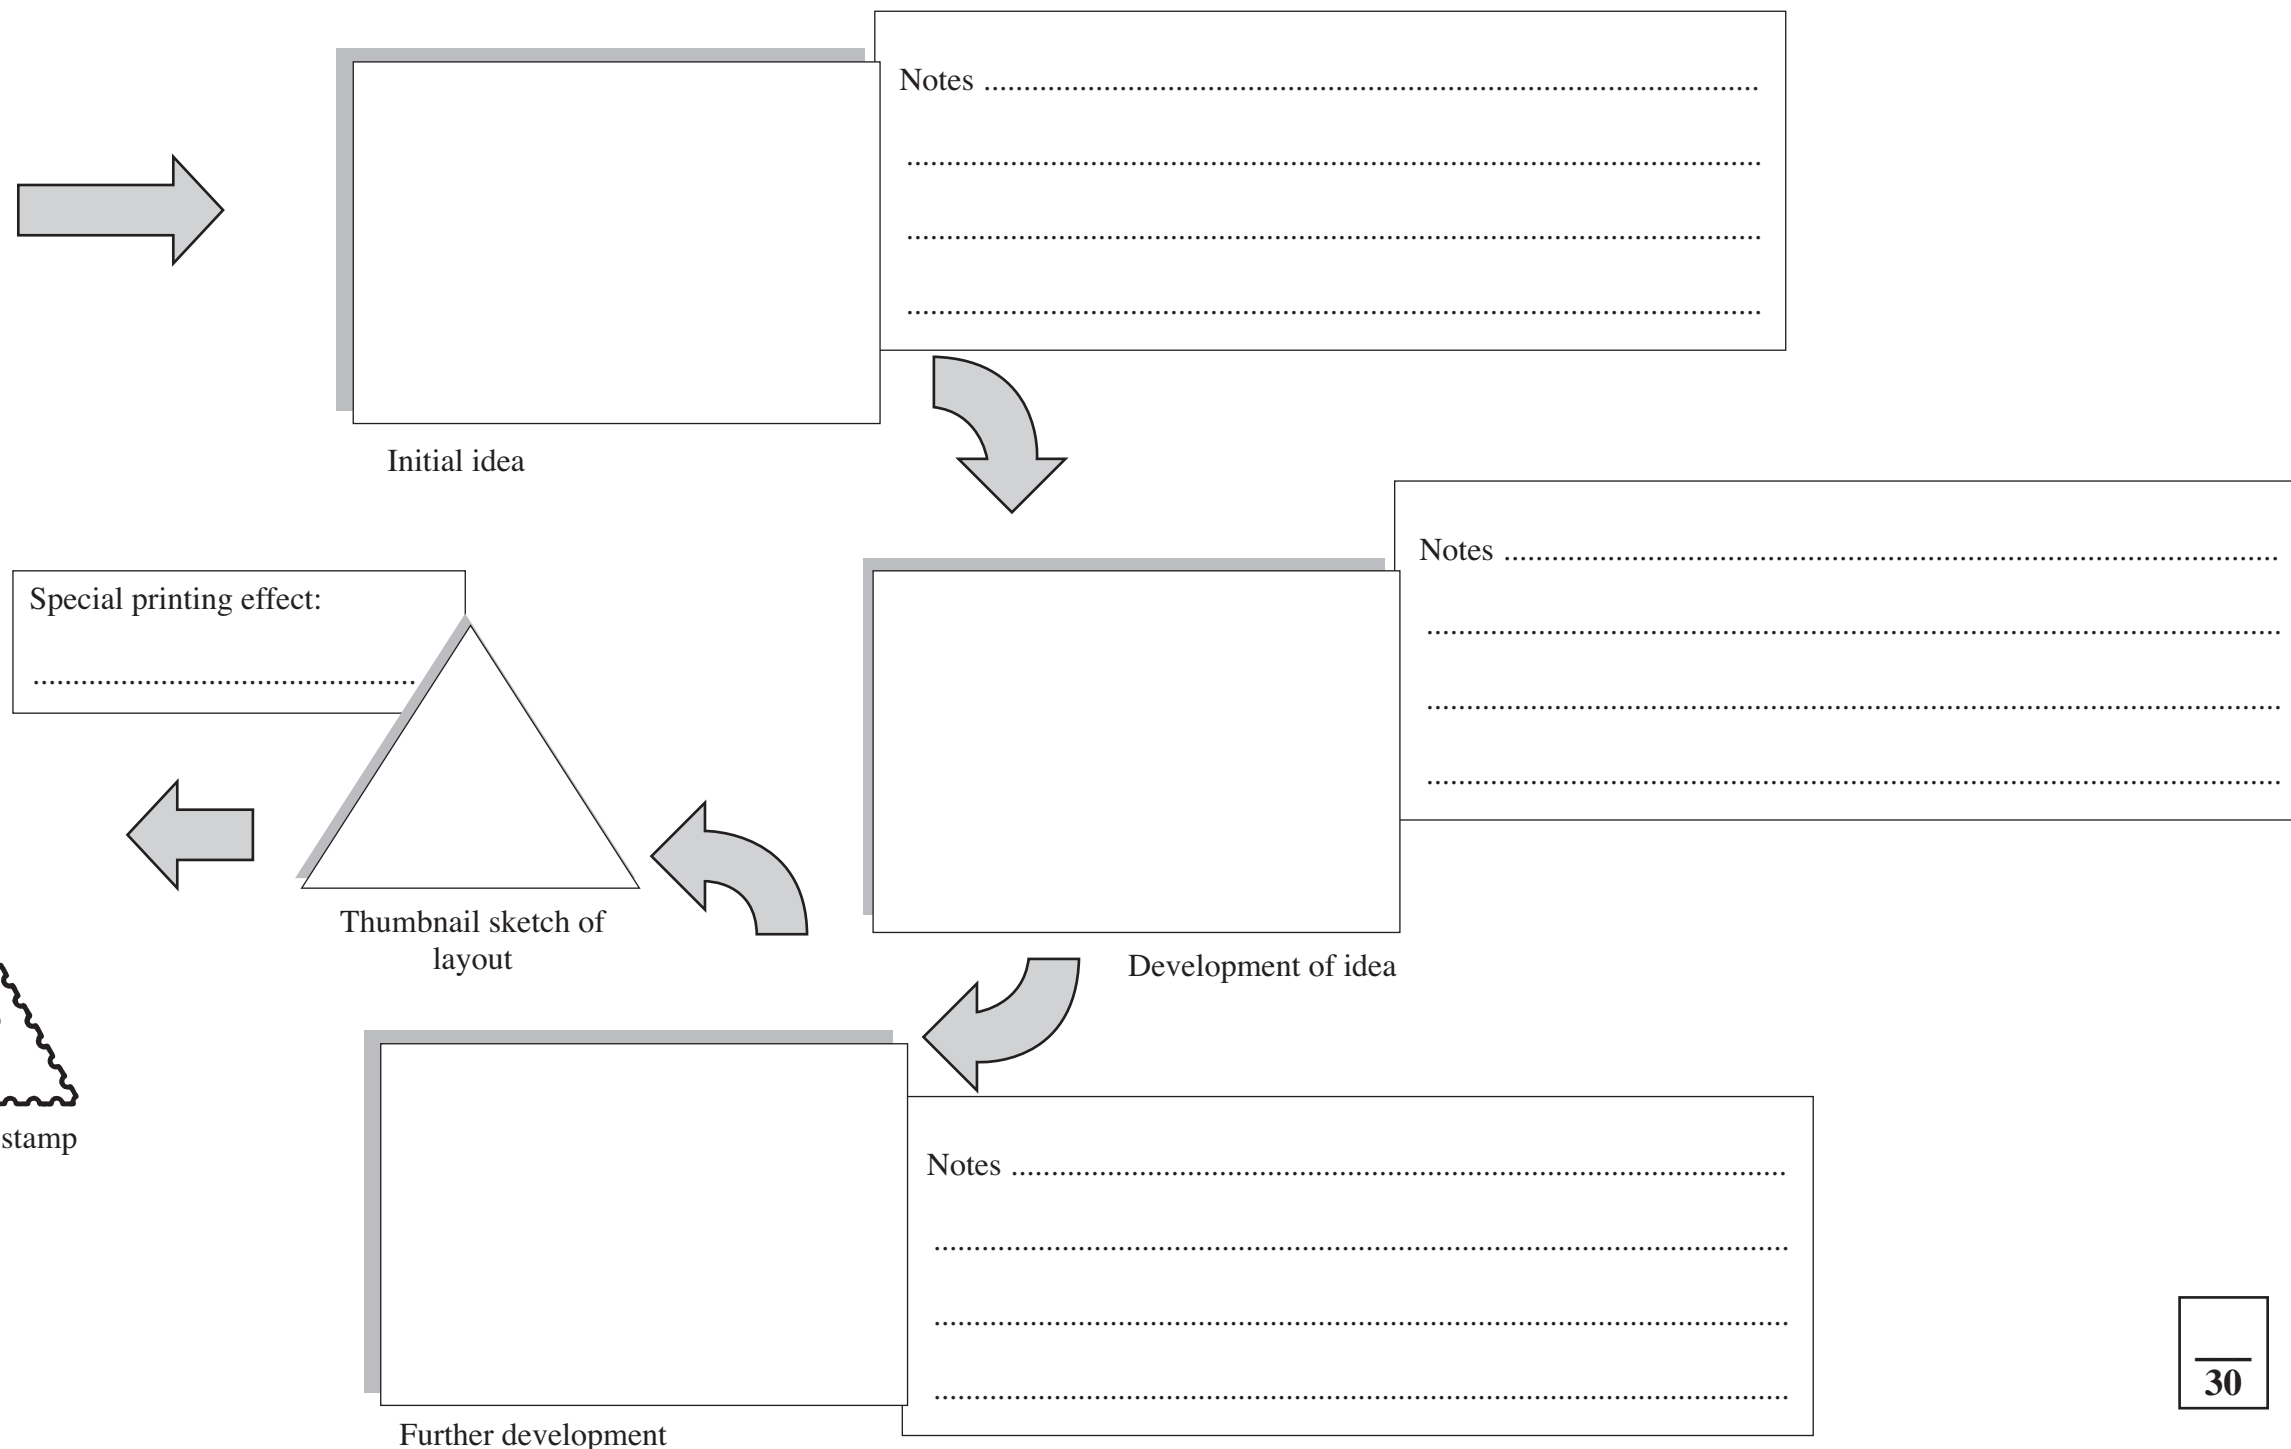 Notes ................................................................................................
..........................................................................................................
..........................................................................................................
..........................................................................................................
Initial idea
Notes ................................................................................................
..........................................................................................................
..........................................................................................................
..........................................................................................................
Special printing effect:
................................................
Thumbnail sketch of
layout
Development of idea
stamp
Notes ................................................................................................
..........................................................................................................
..........................................................................................................
..........................................................................................................
30
Further development